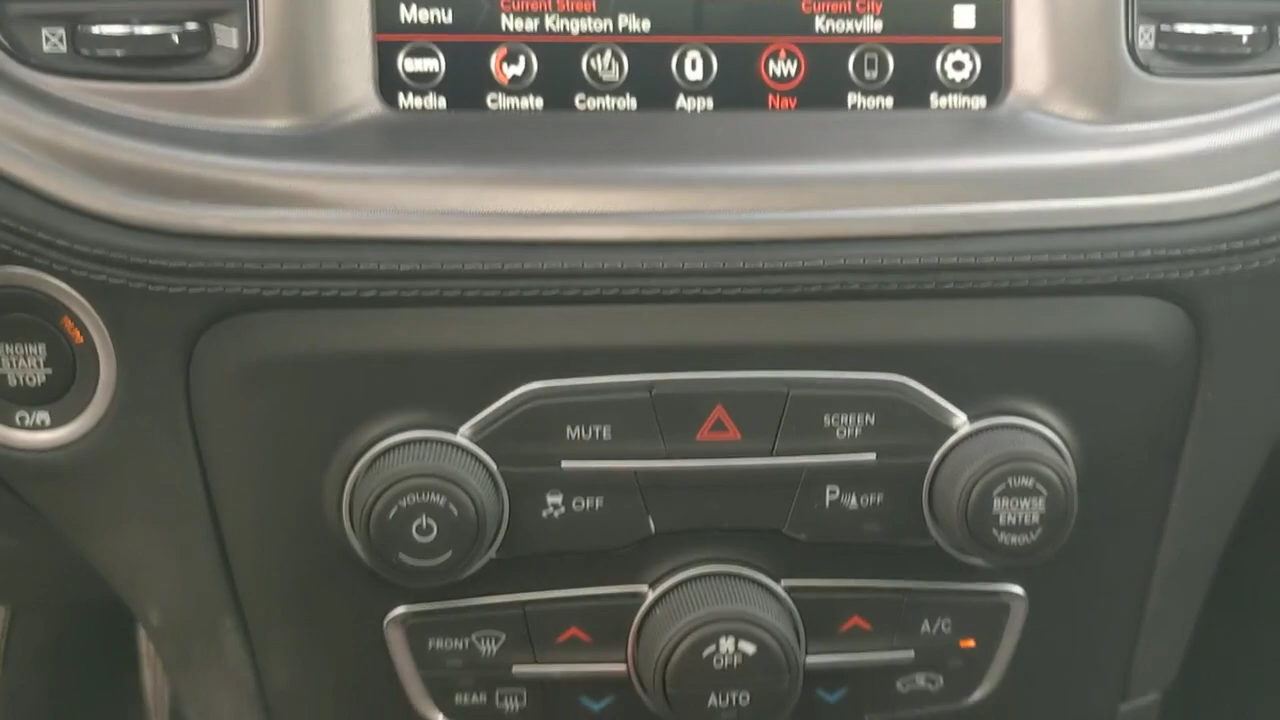 Menu
Current Street
Near Kingston Pike
Current City
Knoxville
sxm
NW
Media
Climate
Controls
Apps
Nav
Phone
Settings
ENGINE
START
STOP
RUN
MUTE
SCREEN
OFF
VOLUME
OFF
P OFF
TUNE
BROWSE
ENTER
SCROLL
FRONT
OFF
AUTO
A/C
REAR